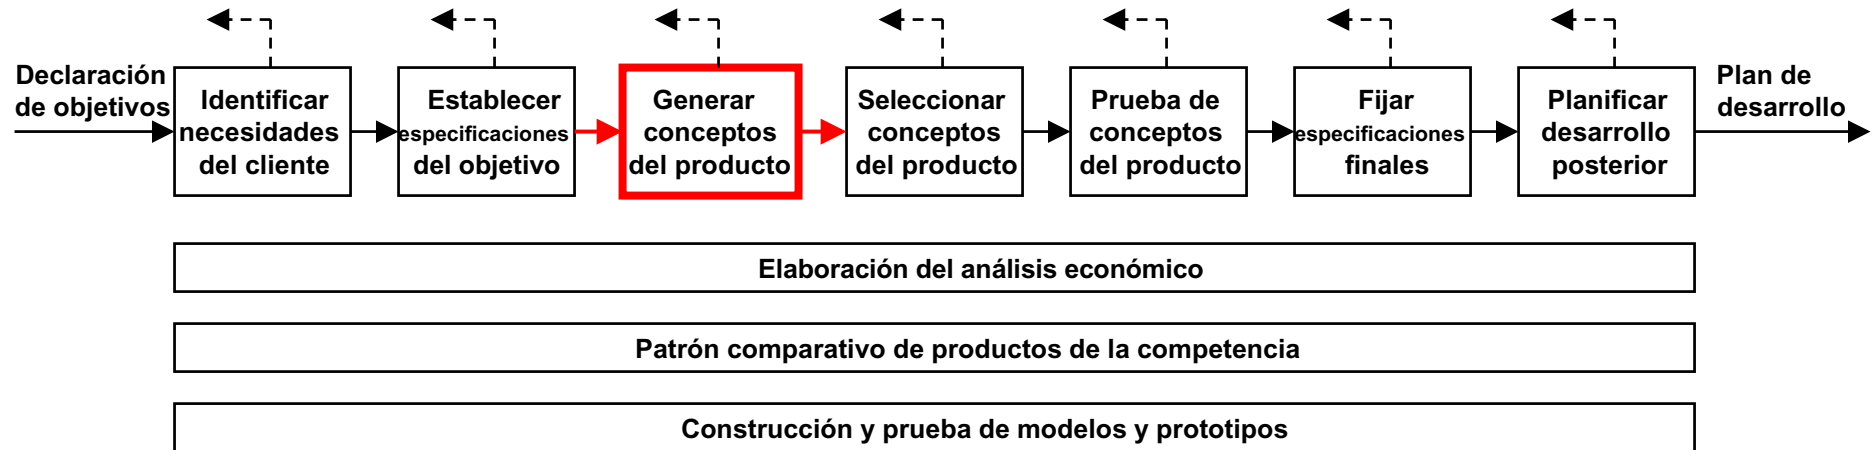 Declaración
de objetivos
Identificar
necesidades
del cliente
Establecer
especificaciones
del objetivo
Generar
conceptos
del producto
Seleccionar
conceptos
del producto
Prueba de
conceptos
del producto
Fijar
especificaciones
finales
Planificar
desarrollo
posterior
Plan de
desarrollo
Elaboración del análisis económico
Patrón comparativo de productos de la competencia
Construcción y prueba de modelos y prototipos